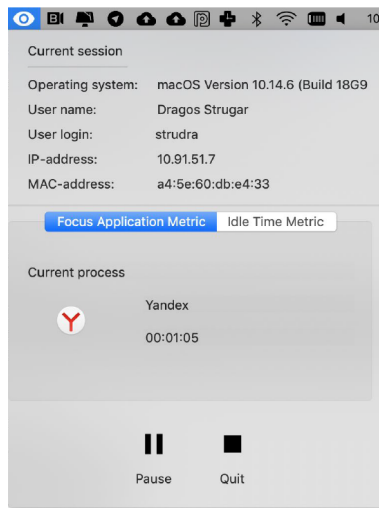 10
Current session
Operating system: macOS Version 10.14.6 (Build 18G9
User name: Dragos Strugar
User login: strudra
IP-address: 10.91.51.7
MAC-address: a4:5e:60:db:e4:33
Focus Application Metric Idle Time Metric
Current process
Yandex
00:01:05
Pause Quit